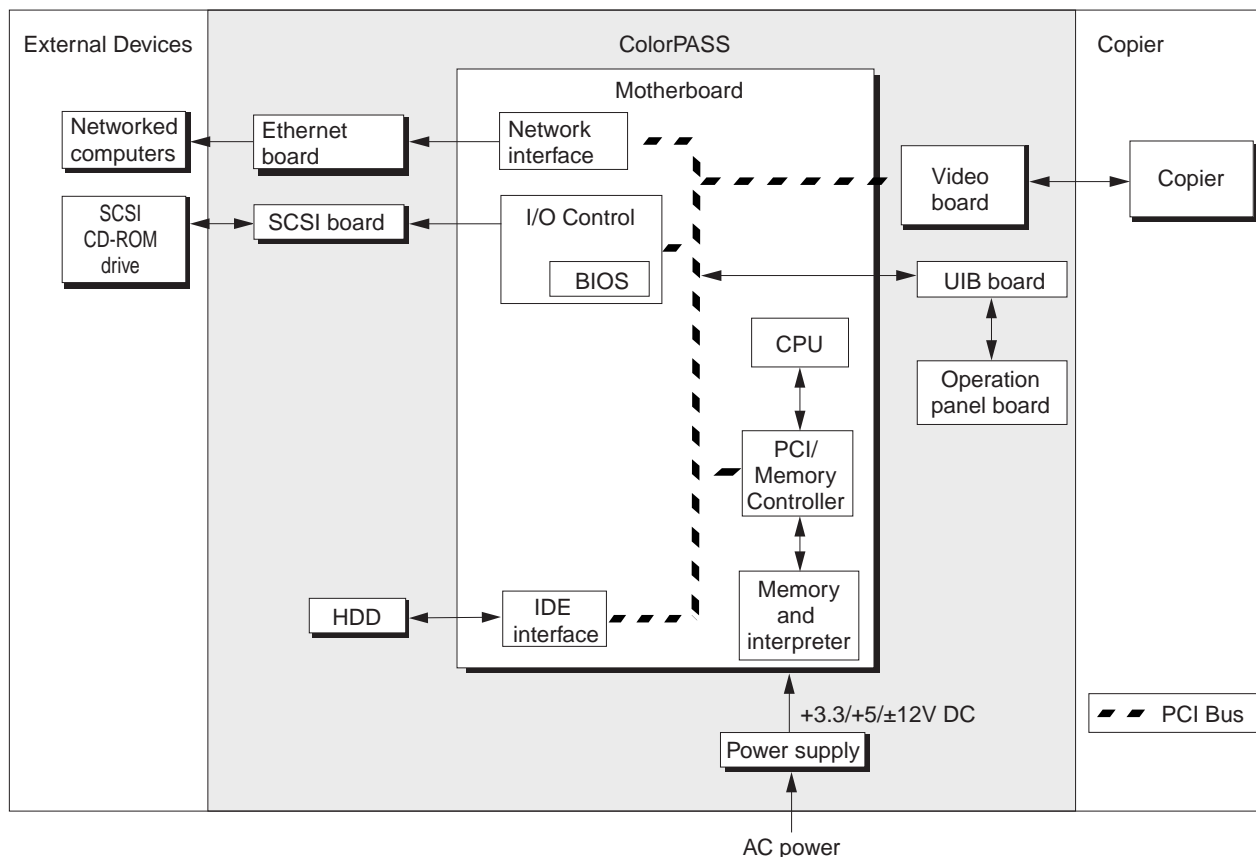 External Devices
ColorPASS
Copier
Motherboard
Networked
computers
Ethernet
board
Network
interface
Video
board
Copier
SCSI
CD-ROM
drive
SCSI board
I/O Control
BIOS
UIB board
CPU
Operation
panel board
PCI/
Memory
Controller
HDD
IDE
interface
Memory
and
interpreter
+3.3/+5/±12V DC
PCI Bus
Power supply
AC power